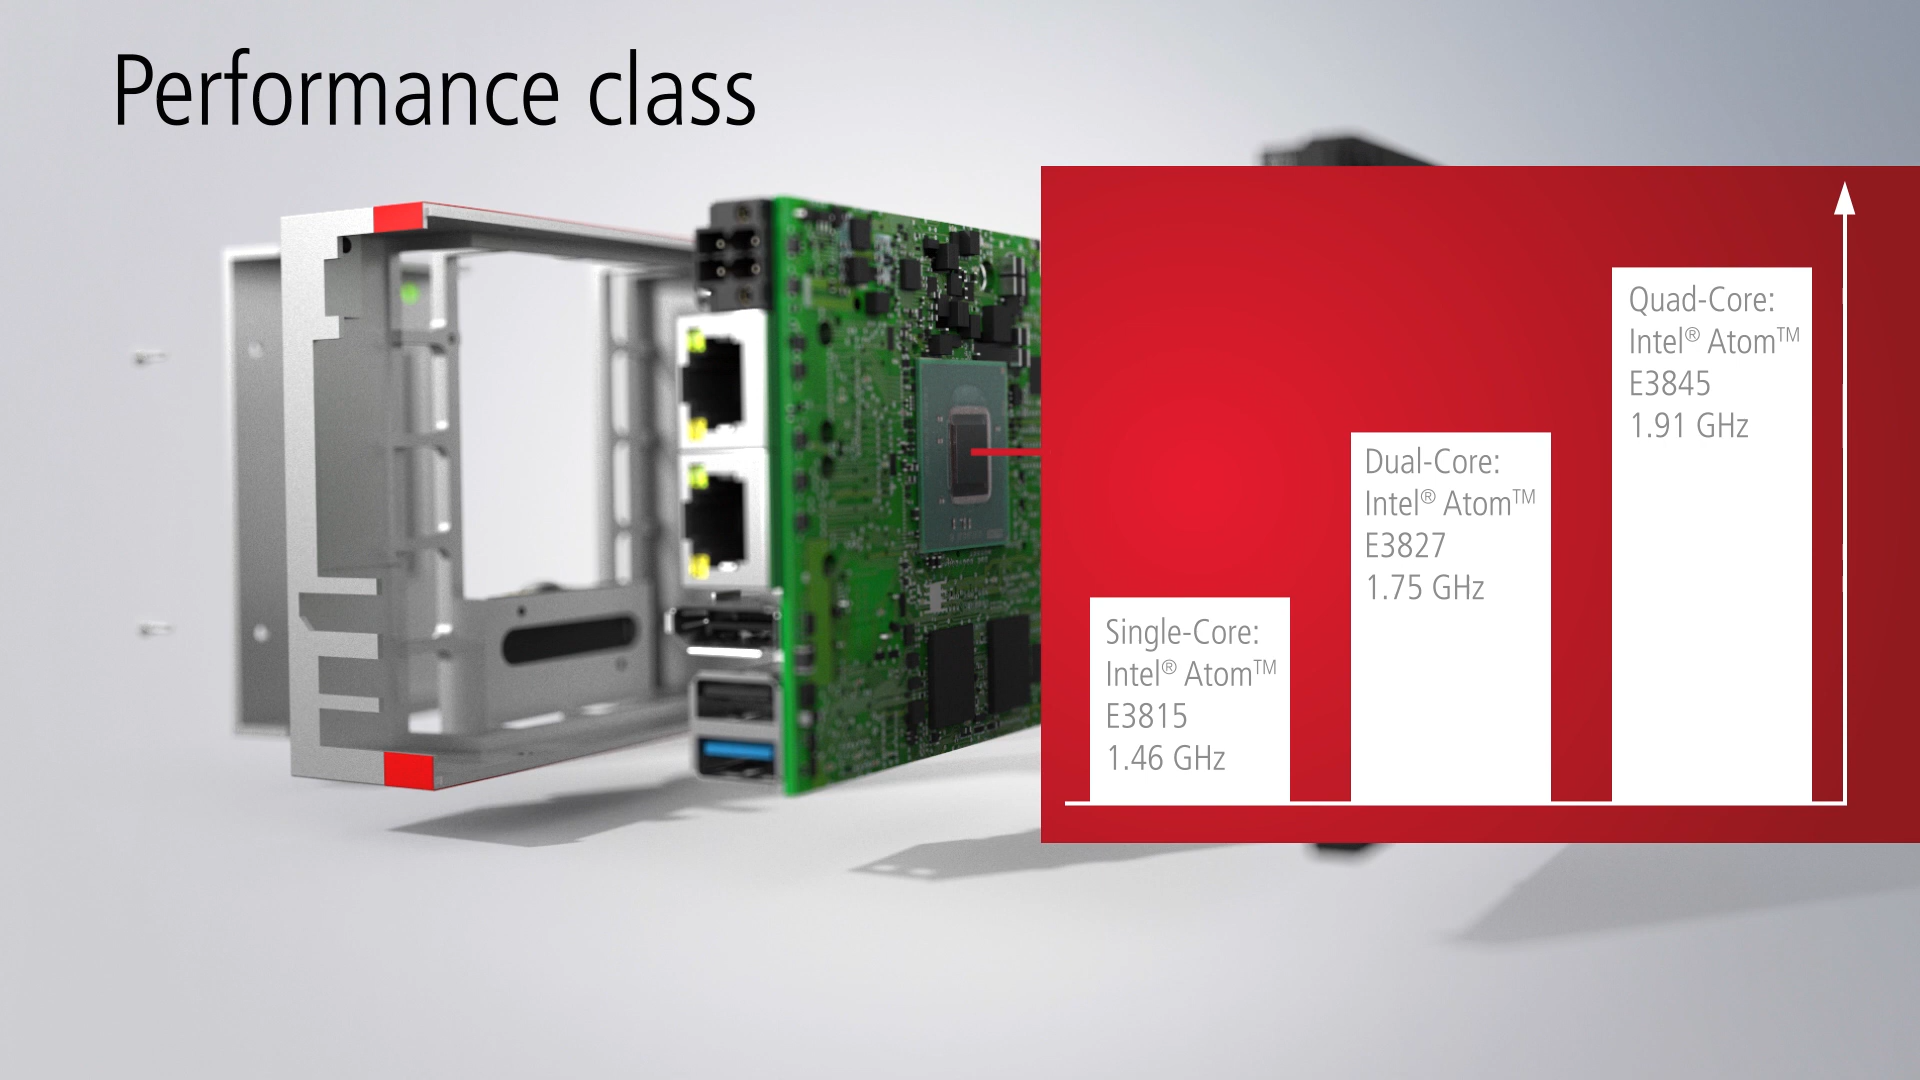 Performance class
Quad-Core:
Intel® Atom™
E3845
1.91 GHz
Dual-Core:
Intel® Atom™
E3827
1.75 GHz
Single-Core:
Intel® Atom™
E3815
1.46 GHz